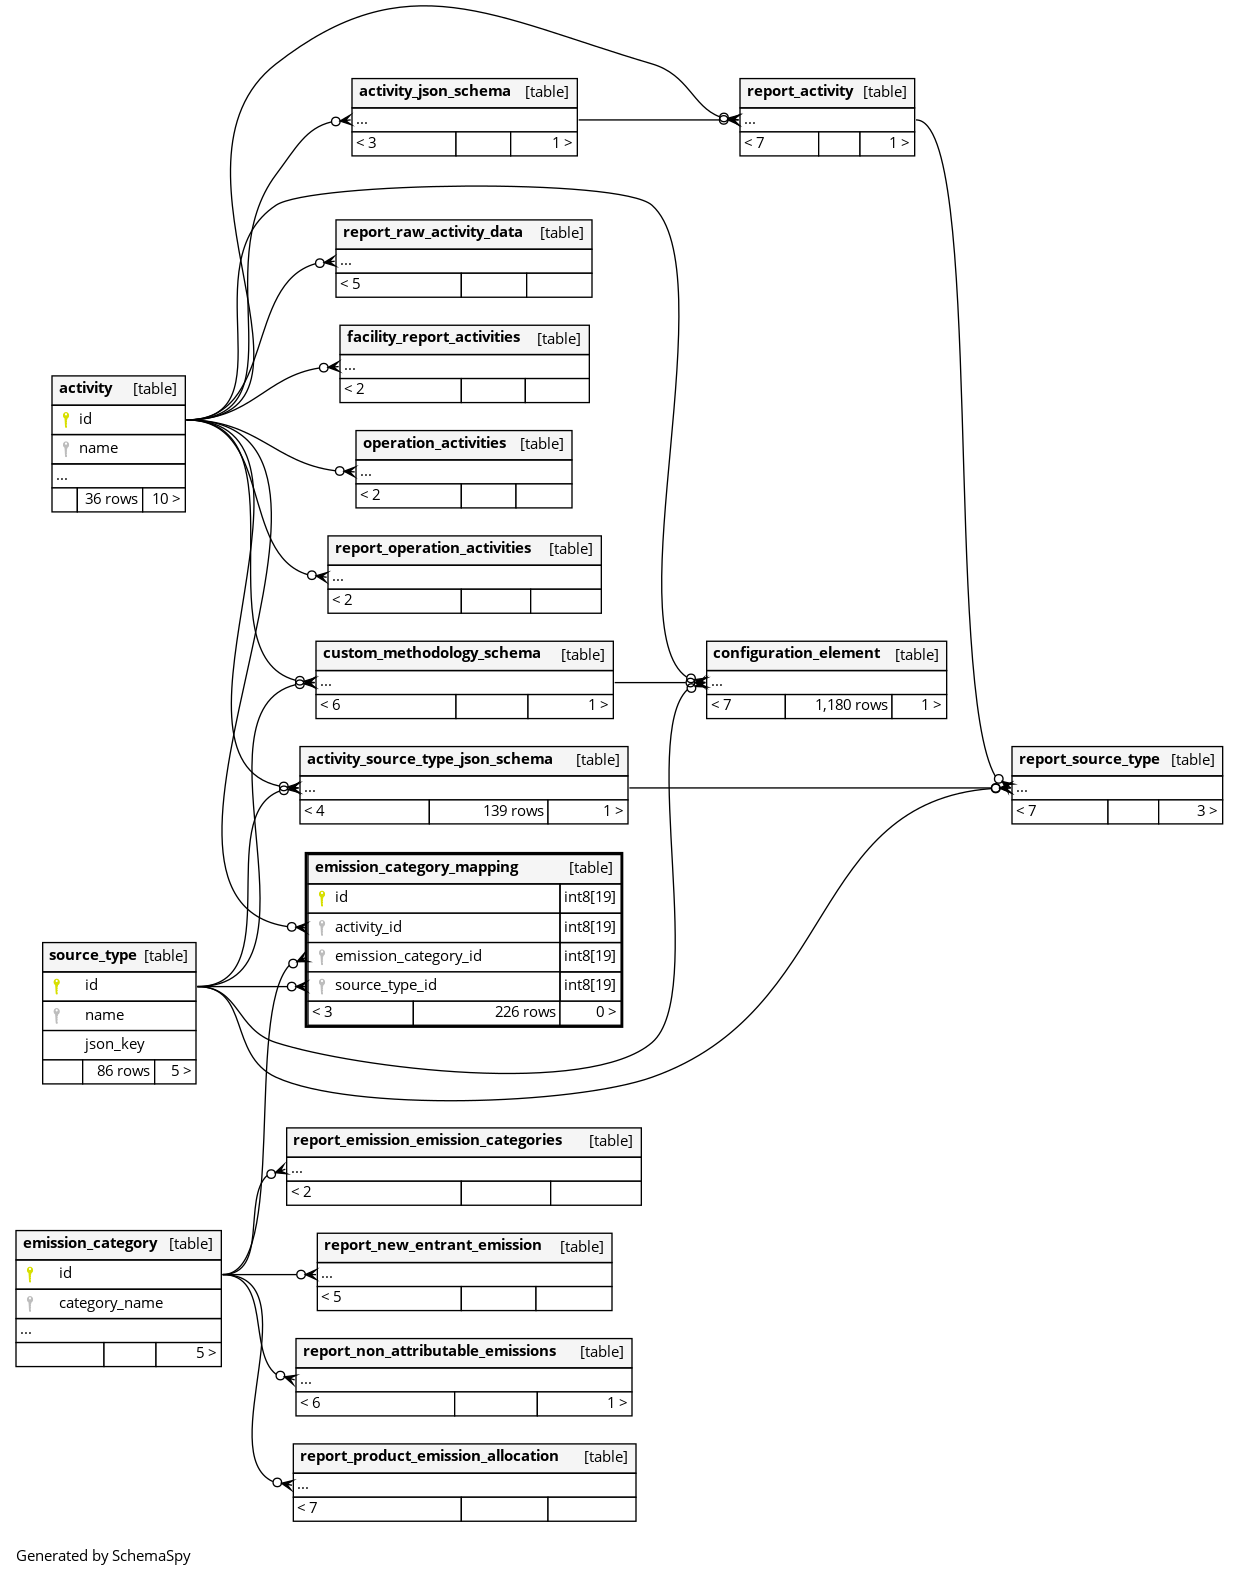 activity_json_schema [table]
...
< 3 1 >
report_activity [table]
...
< 7 1 >
report_raw_activity_data [table]
...
< 5
facility_report_activities [table]
...
< 2
activity [table]
id
name
...
36 rows 10 >
operation_activities [table]
...
< 2
report_operation_activities [table]
...
< 2
custom_methodology_schema [table]
...
< 6 1 >
configuration_element [table]
...
< 7 1,180 rows 1 >
activity_source_type_json_schema [table]
...
< 4 139 rows 1 >
report_source_type [table]
...
< 7 3 >
emission_category_mapping [table]
id int8[19]
activity_id int8[19]
emission_category_id int8[19]
source_type_id int8[19]
< 3 226 rows 0 >
source_type [table]
id
name
json_key
86 rows 5 >
report_emission_emission_categories [table]
...
< 2
emission_category [table]
id
category_name
...
5 >
report_new_entrant_emission [table]
...
< 5
report_non_attributable_emissions [table]
...
< 6 1 >
report_product_emission_allocation [table]
...
< 7
Generated by SchemaSpy